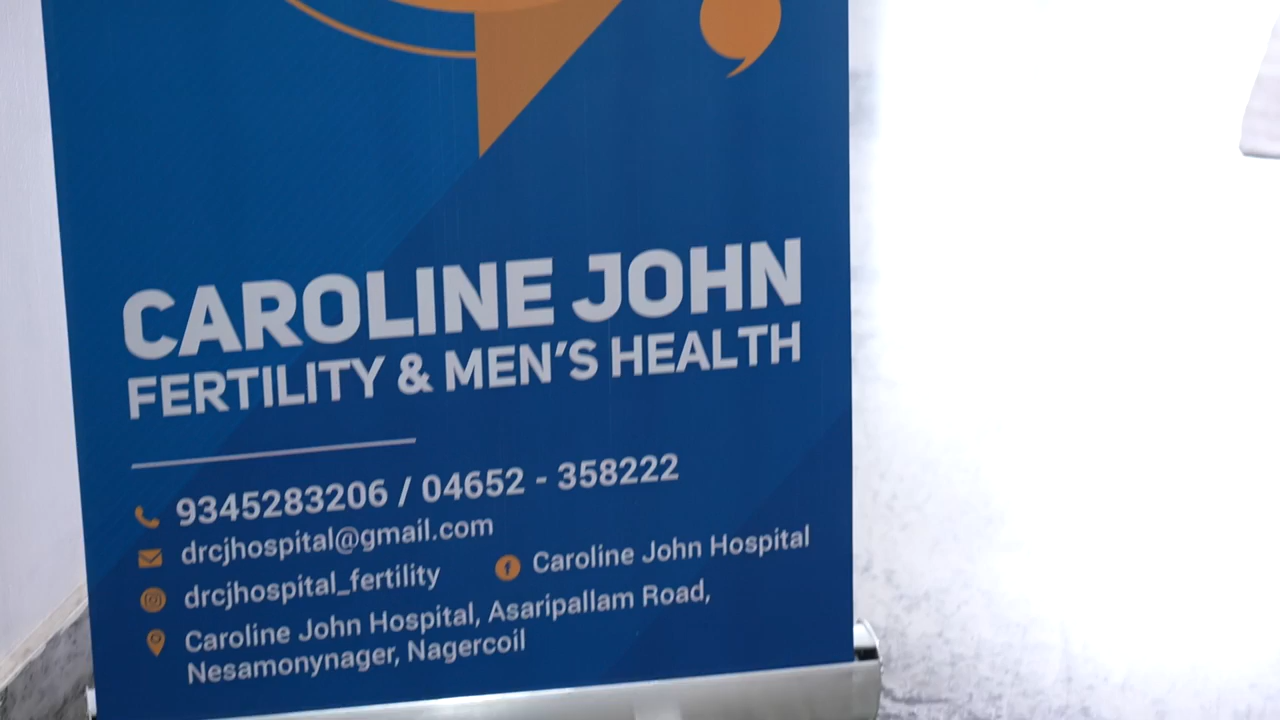 CAROLINE JOHN
FERTILITY & MEN'S HEALTH
9345283206 / 04652 - 358222
drcjhospital@gmail.com
drcjhospital_fertility
Caroline John Hospital
Caroline John Hospital, Asaripallam Road,
Nesamonynager, Nagercoil